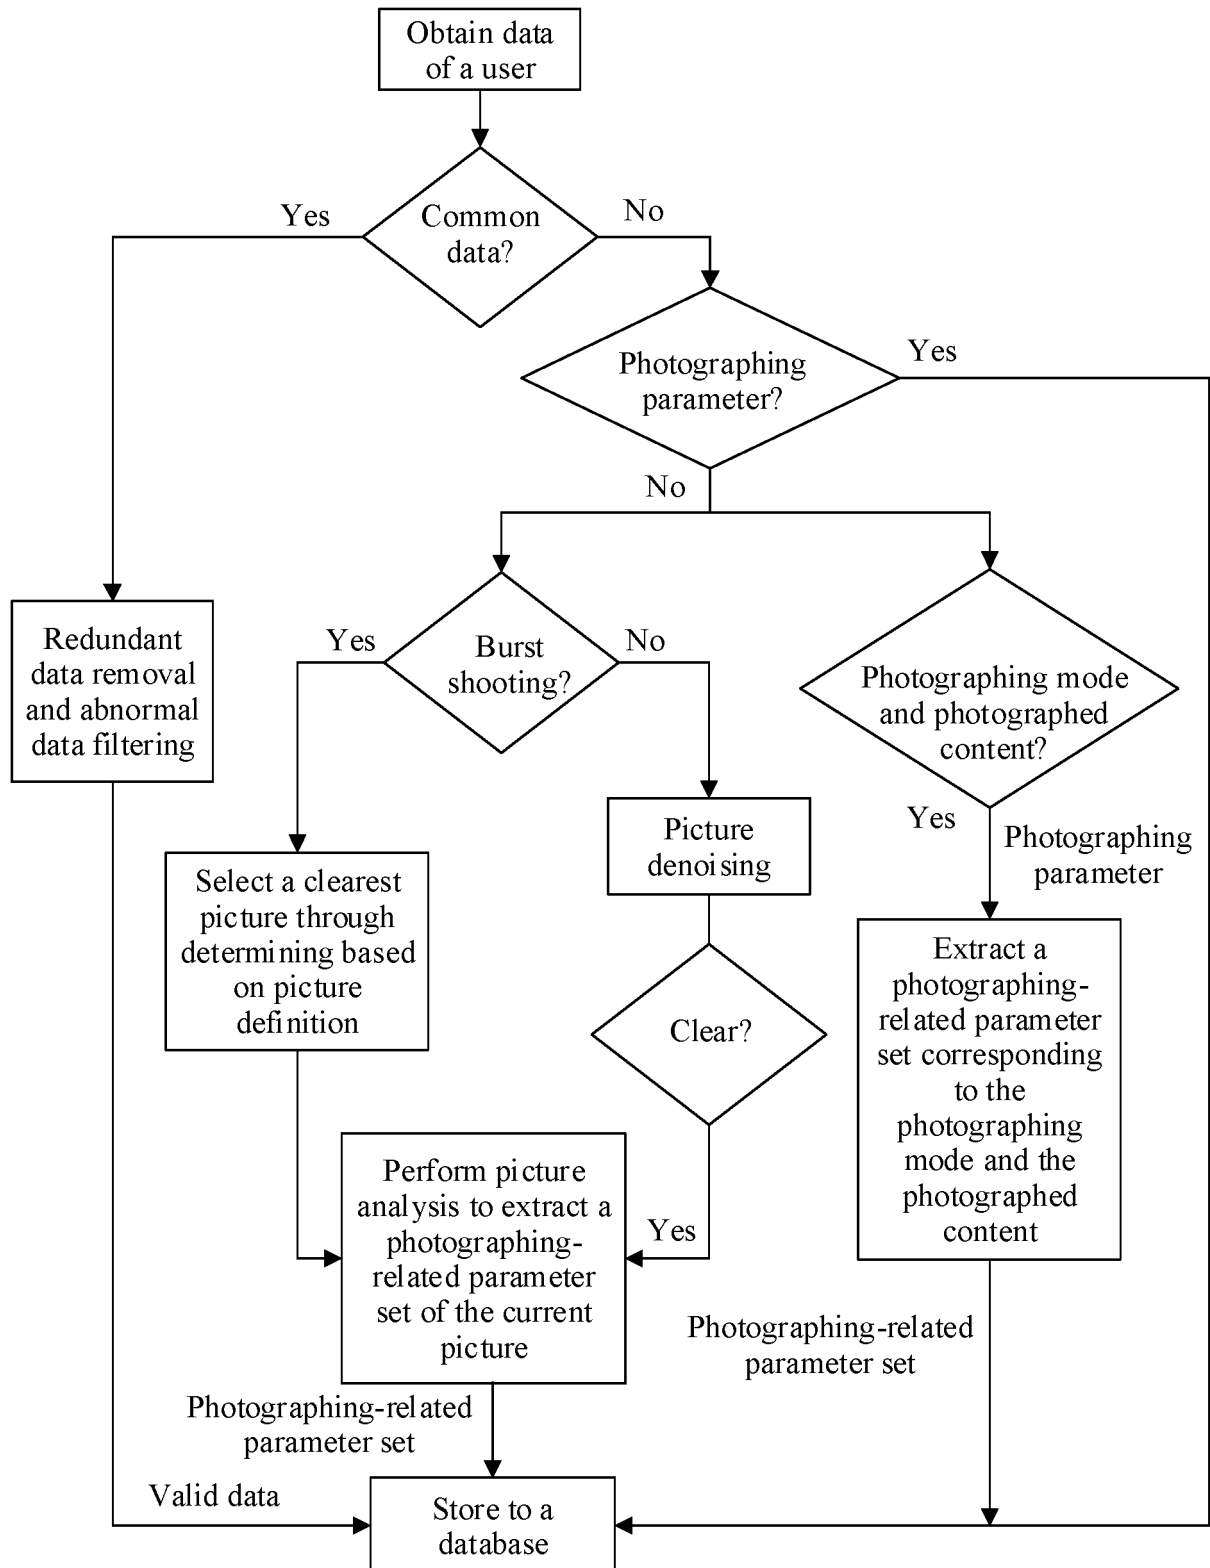 Obtain data
of a user
Common
data?
Yes
No
Photographing
parameter?
Yes
No
Redundant
data removal
and abnormal
data filtering
Burst
shooting?
Yes
No
Photographing mode
and photographed
content?
Yes
Photographing
parameter
Select a clearest
picture through
determining based
on picture
definition
Picture
denoising
Clear?
Yes
Extract a
photographing-
related parameter
set corresponding
to the
photographing
mode and the
photographed
content
Perform picture
analysis to extract a
photographing-
related parameter
set of the current
picture
Photographing-related
parameter set
Photographing-related
parameter set
Valid data
Store to a
database